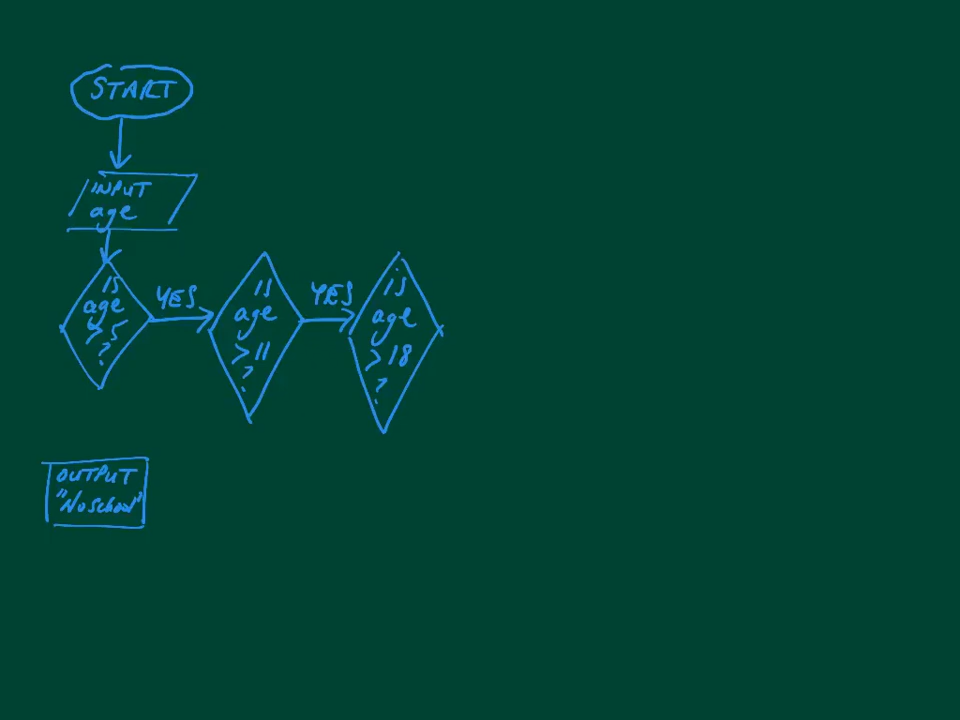 START
INPUT
age
is
age
>5
?
YES
is
age
>11
?
YES
is
age
>18
?
OUTPUT
"No School"